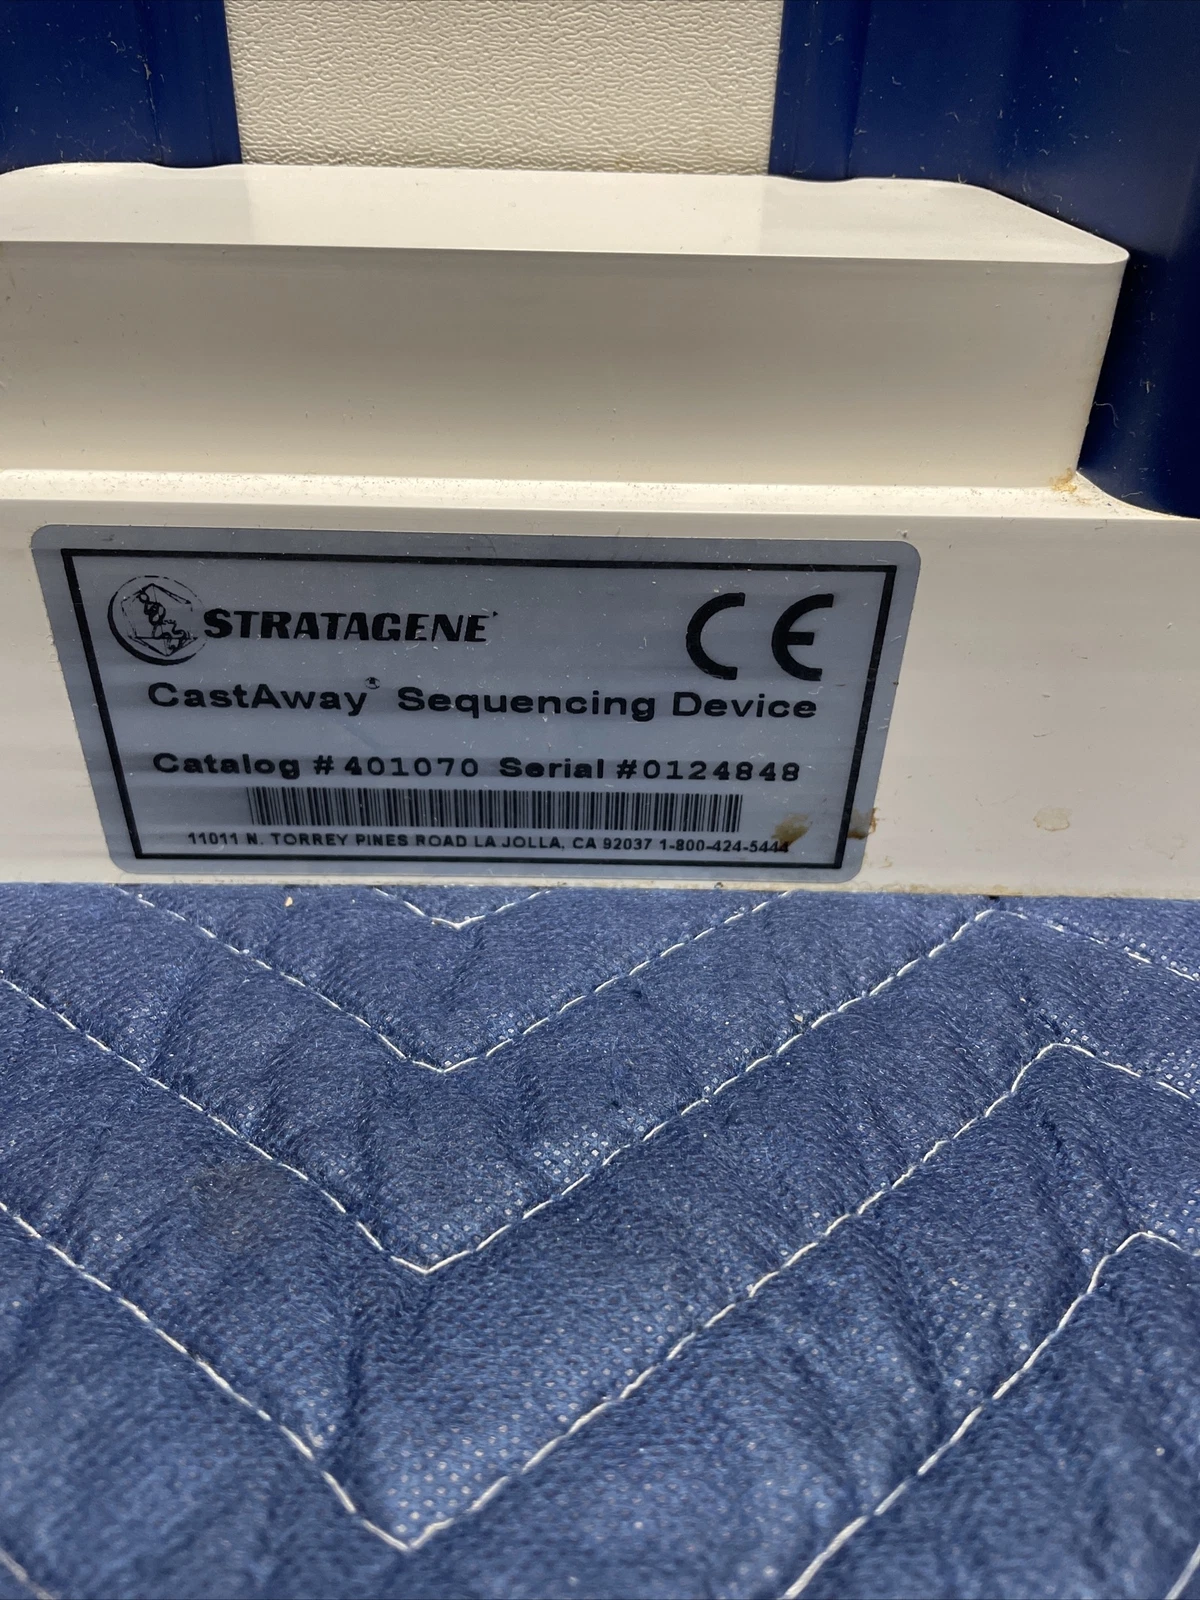 STRATAGENE
CE
CastAway® Sequencing Device
Catalog #401070 Serial #0124848
11011 N. TORREY PINES ROAD LA JOLLA, CA 92037 1-800-424-5444